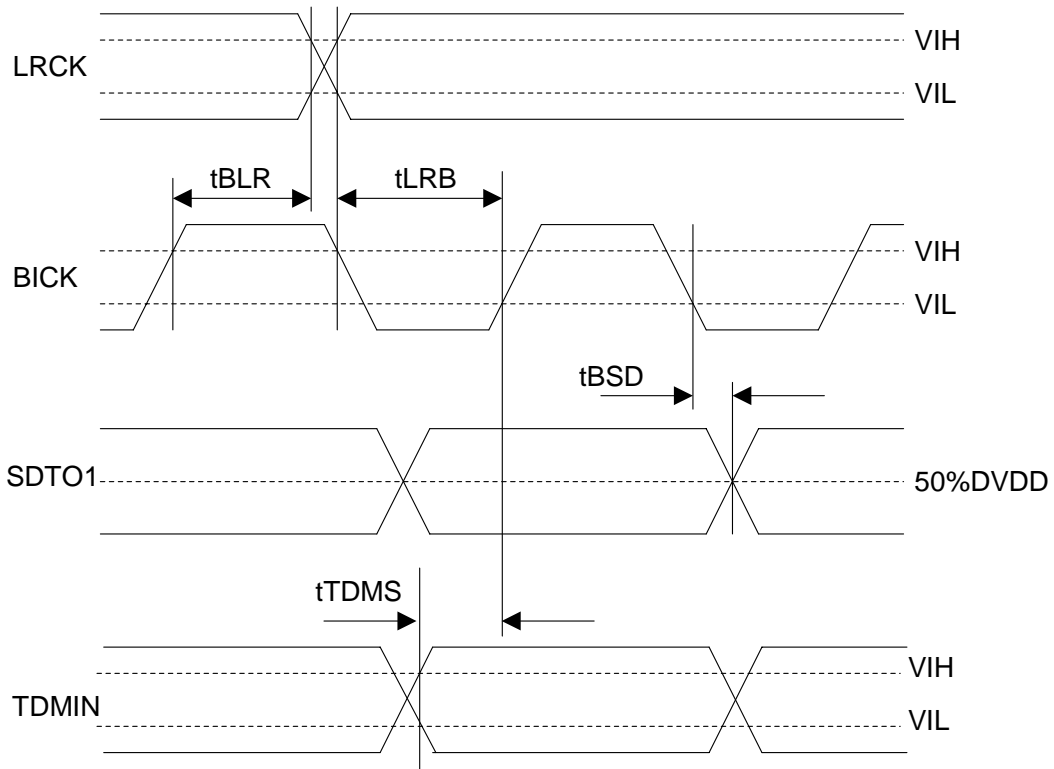 VIH
LRCK
VIL
tBLR
tLRB
VIH
BICK
VIL
tBSD
SDTO1
50%DVDD
tTDMS
VIH
TDMIN
VIL